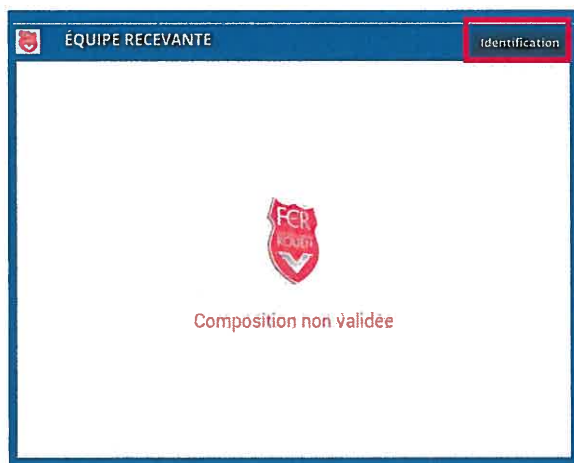 ÉQUIPE RECEVANTE
Identification
FCR
ROUEN
Composition non validée